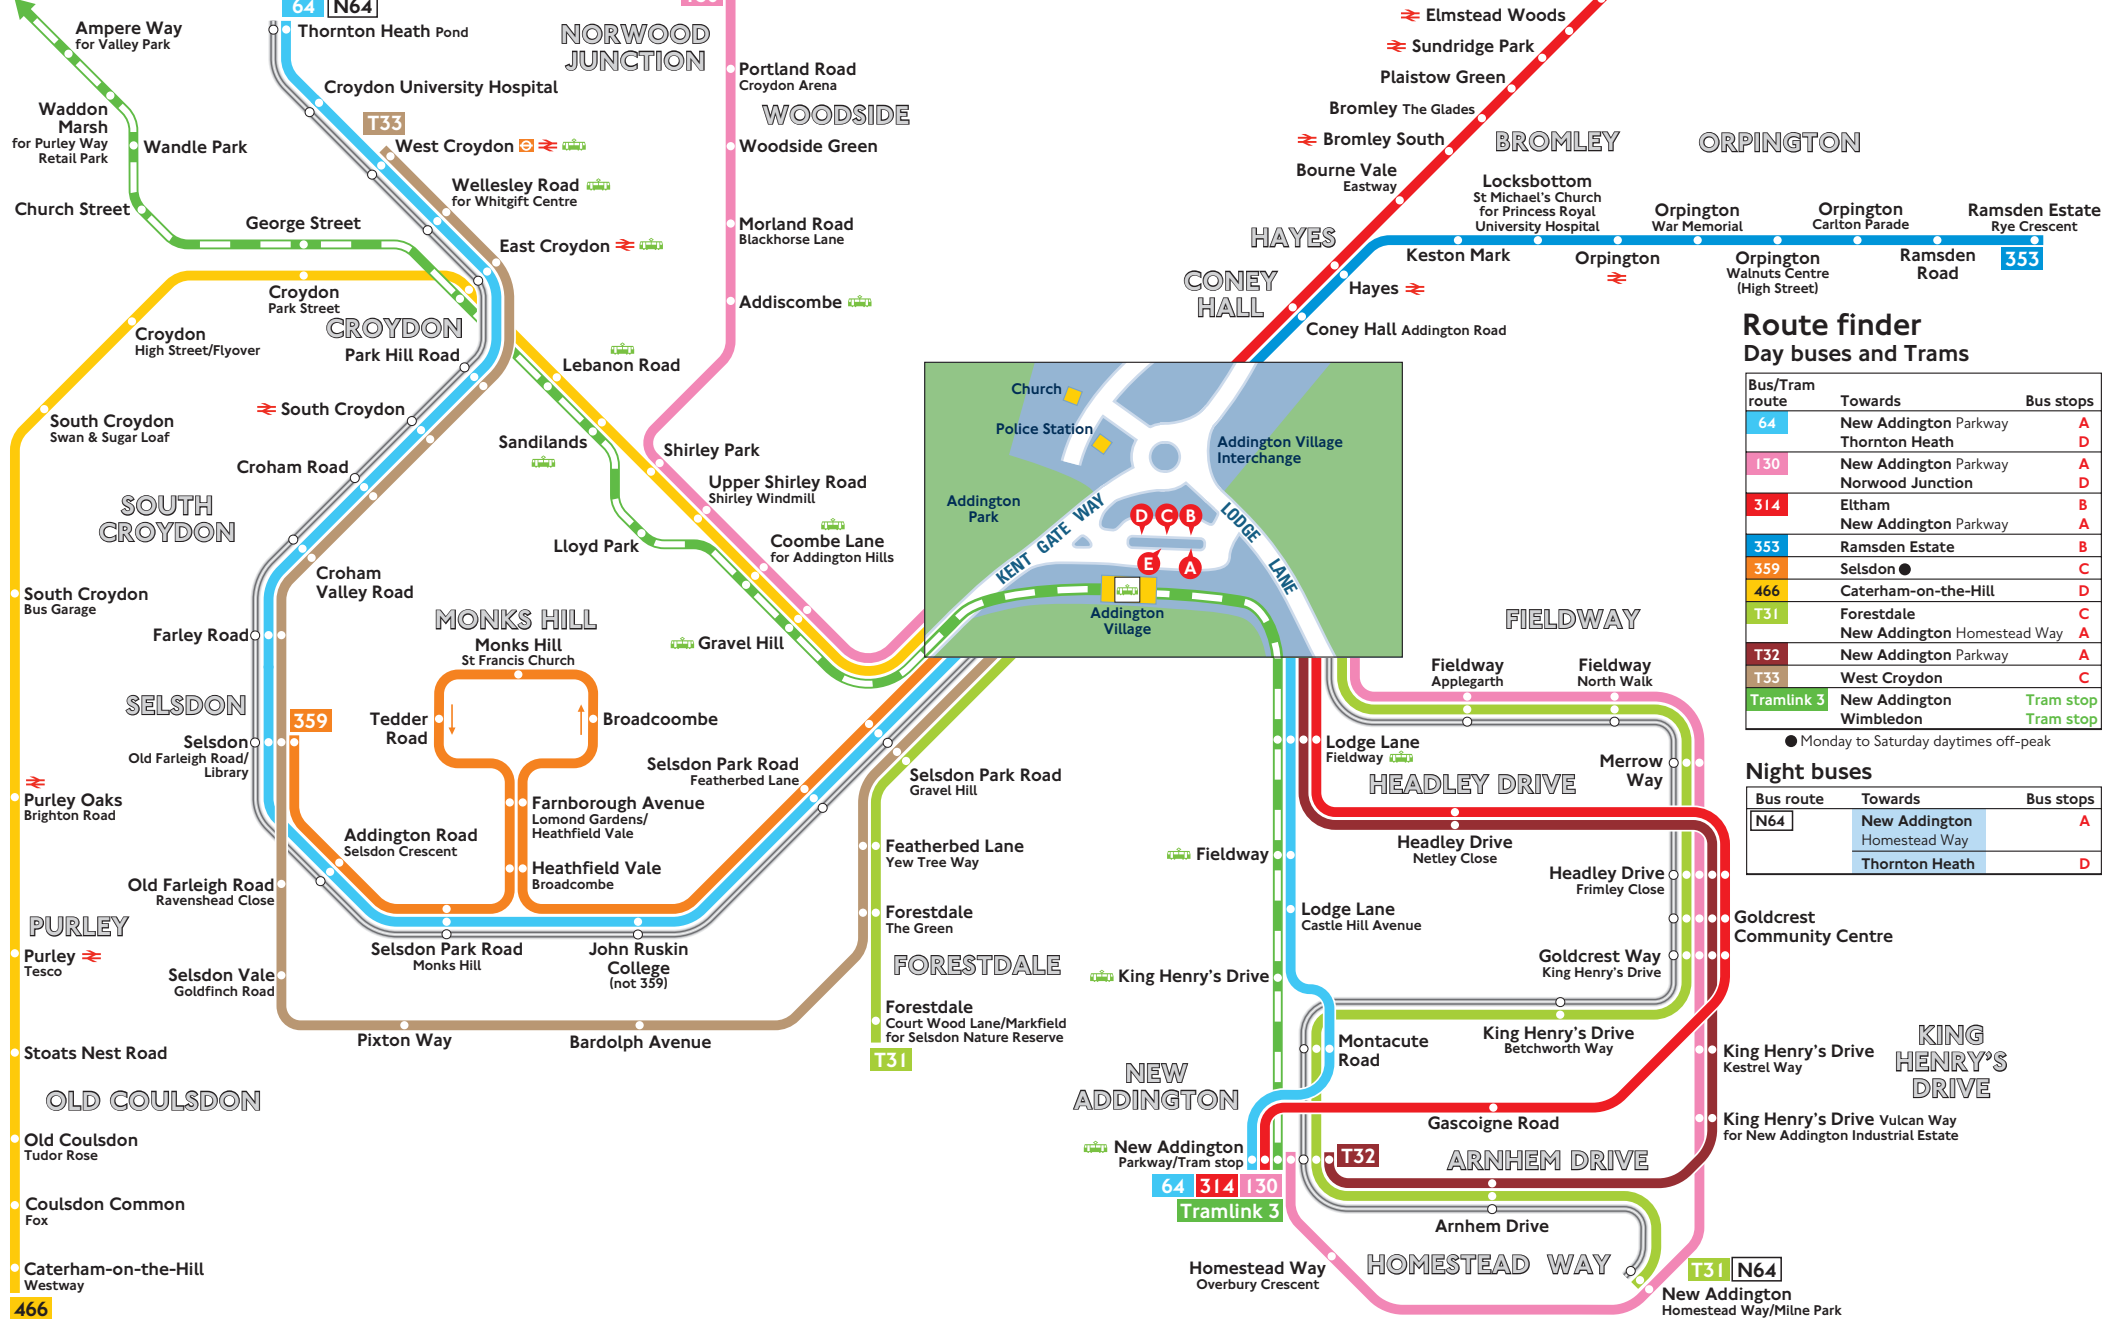 64 N64
Thornton Heath Pond
Ampere Way
for Valley Park
Croydon University Hospital
Waddon
Marsh
for Purley Way
Retail Park
Wandle Park
T33
West Croydon
Wellesley Road
for Whitgift Centre
Church Street
George Street
East Croydon
NORWOOD
JUNCTION
Portland Road
Croydon Arena
WOODSIDE
Woodside Green
Morland Road
Blackhorse Lane
Addiscombe
Elmstead Woods
Sundridge Park
Plaistow Green
Bromley The Glades
Bromley South
Bourne Vale
Eastway
BROMLEY
ORPINGTON
HAYES
CONEY
HALL
Locksbottom
St Michael's Church
for Princess Royal
University Hospital
Orpington
War Memorial
Orpington
Carlton Parade
Ramsden Estate
Rye Crescent
353
Keston Mark
Orpington
Orpington
Walnuts Centre
(High Street)
Ramsden
Road
Hayes
Coney Hall Addington Road
Croydon
Park Street
Croydon
High Street/Flyover
CROYDON
Park Hill Road
Lebanon Road
South Croydon
South Croydon
Swan & Sugar Loaf
Sandilands
Shirley Park
Croham Road
Upper Shirley Road
Shirley Windmill
SOUTH
CROYDON
Lloyd Park
Coombe Lane
for Addington Hills
Croham
Valley Road
South Croydon
Bus Garage
Farley Road
Gravel Hill
MONKS HILL
Monks Hill
St Francis Church
SELSDON
359
Tedder
Road
Broadcoombe
Selsdon
Old Farleigh Road/
Library
Selsdon Park Road
Featherbed Lane
Selsdon Park Road
Gravel Hill
Purley Oaks
Brighton Road
Farnborough Avenue
Lomond Gardens/
Heathfield Vale
Addington Road
Selsdon Crescent
Heathfield Vale
Broadcombe
Featherbed Lane
Yew Tree Way
Old Farleigh Road
Ravenshead Close
Forestdale
The Green
PURLEY
Purley
Tesco
Selsdon Park Road
Monks Hill
John Ruskin
College
(not 359)
FORESTDALE
Selsdon Vale
Goldfinch Road
Forestdale
Court Wood Lane/Markfield
for Selsdon Nature Reserve
T31
Pixton Way
Bardolph Avenue
Stoats Nest Road
OLD COULSDON
Old Coulsdon
Tudor Rose
Coulsdon Common
Fox
Caterham-on-the-Hill
Westway
466
Church
Police Station
Addington Village
Interchange
Addington
Park
KENT GATE WAY
LODGE LANE
D C B
E A
Addington
Village
FIELDWAY
Fieldway
Applegarth
Fieldway
North Walk
Lodge Lane
Fieldway
HEADLEY DRIVE
Merrow
Way
Headley Drive
Netley Close
Fieldway
Headley Drive
Frimley Close
Lodge Lane
Castle Hill Avenue
Goldcrest
Community Centre
Goldcrest Way
King Henry's Drive
King Henry's Drive
King Henry's Drive
Betchworth Way
Montacute
Road
KING
HENRY'S
DRIVE
King Henry's Drive
Kestrel Way
NEW
ADDINGTON
Gascoigne Road
King Henry's Drive Vulcan Way
for New Addington Industrial Estate
New Addington
Parkway/Tram stop
T32
ARNHEM DRIVE
64 314 130
Tramlink 3
Arnhem Drive
Homestead Way
Overbury Crescent
HOMESTEAD WAY
T31 N64
New Addington
Homestead Way/Milne Park
Route finder
Day buses and Trams
Bus/Tram
route Towards Bus stops
64 New Addington Parkway A
Thornton Heath D
130 New Addington Parkway A
Norwood Junction D
314 Eltham B
New Addington Parkway A
353 Ramsden Estate B
359 Selsdon ● C
466 Caterham-on-the-Hill D
T31 Forestdale C
New Addington Homestead Way A
T32 New Addington Parkway A
T33 West Croydon C
Tramlink 3 New Addington Tram stop
Wimbledon Tram stop
● Monday to Saturday daytimes off-peak
Night buses
Bus route Towards Bus stops
N64 New Addington A
Homestead Way
Thornton Heath D